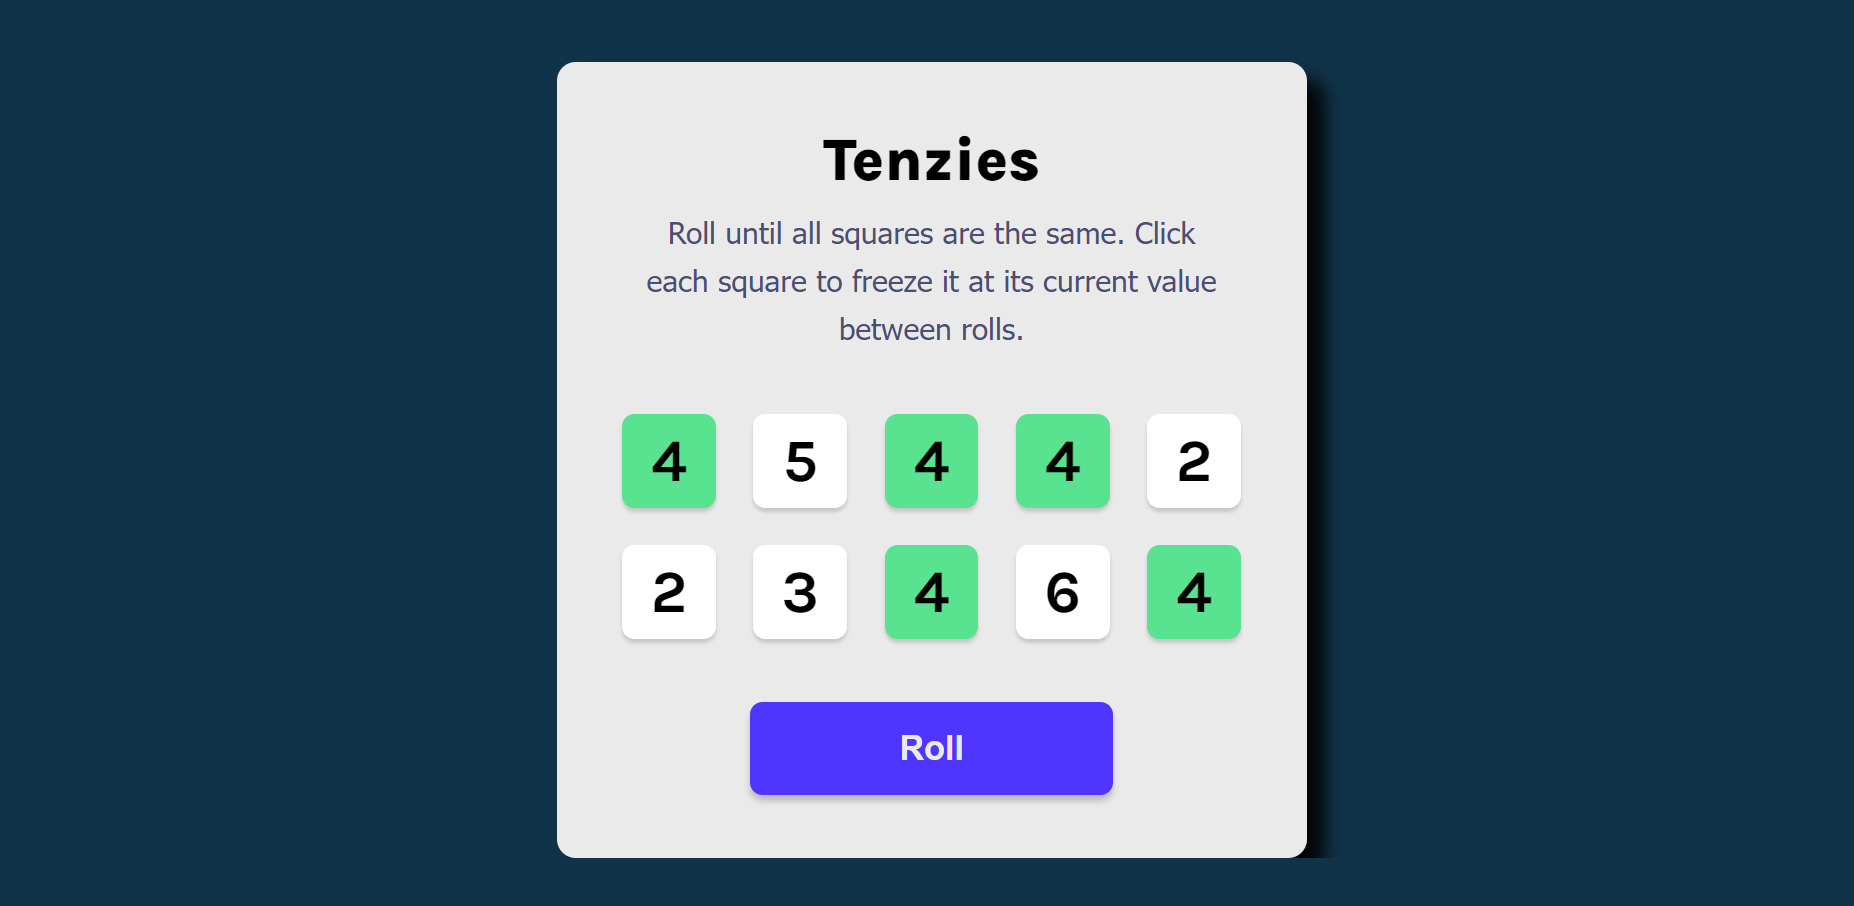 Tenzies
Roll until all squares are the same. Click
each square to freeze it at its current value
between rolls.
4 5 4 4 2
2 3 4 6 4
Roll